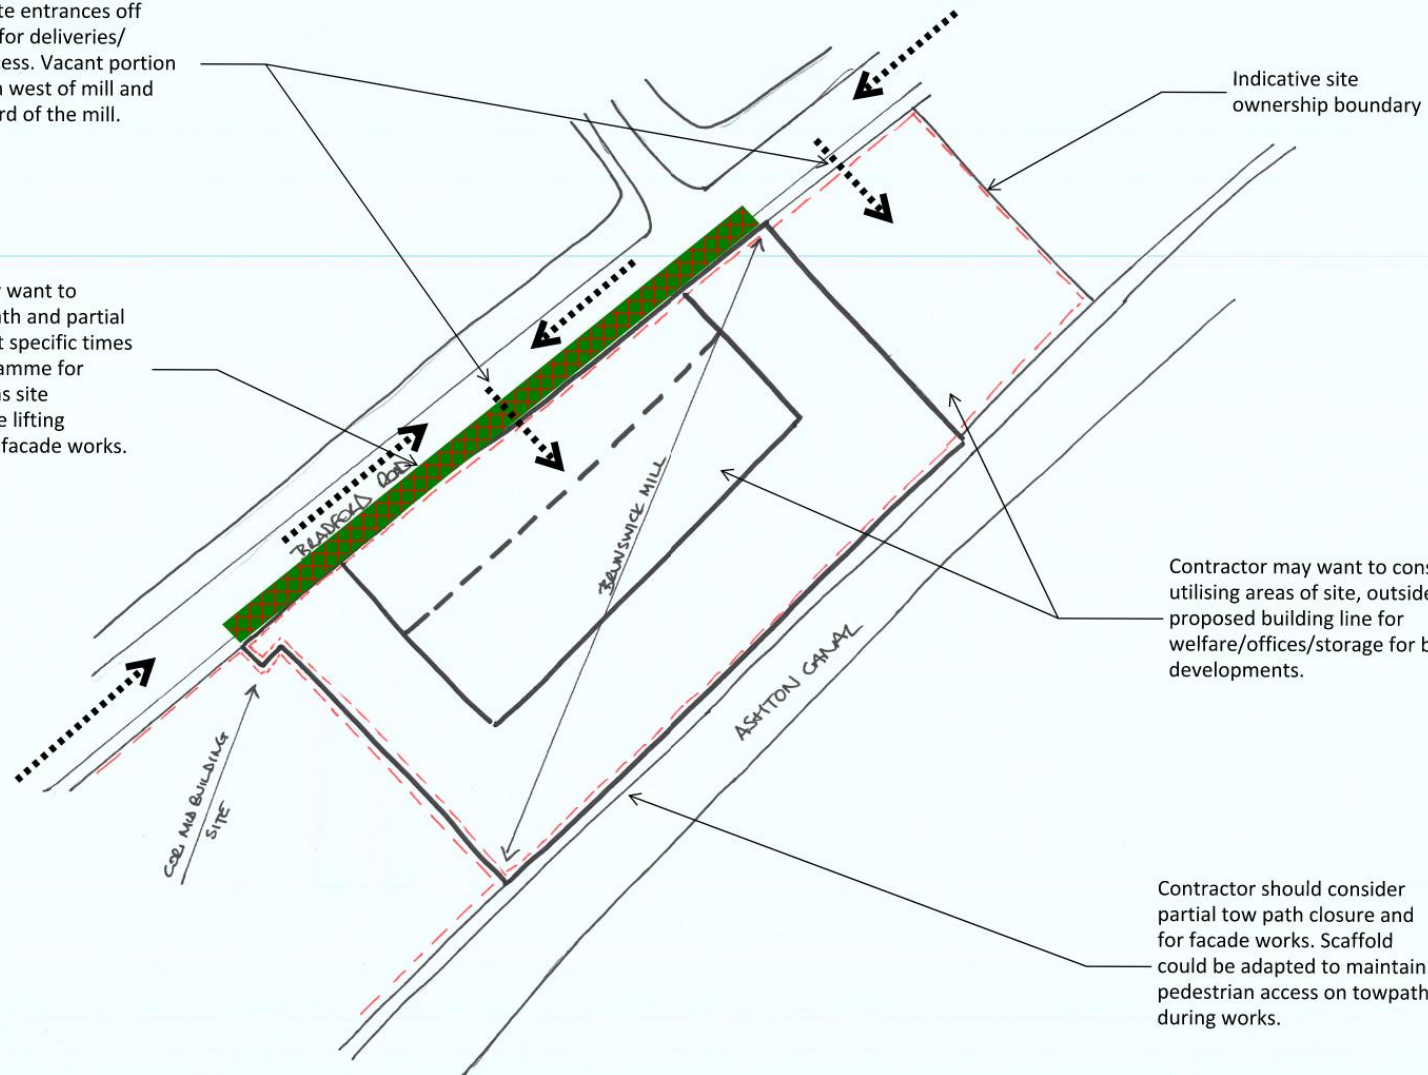 te entrances off
for deliveries/
cess. Vacant portion
n west of mill and
rd of the mill.
Indicative site
ownership boundary
want to
th and partial
t specific times
amme for
as site
e lifting
facade works.
BRADFORD ROAD
BRUNSWICK MILL
ASHTON CANAL
BUILDING
SITE
Contractor may want to cons
utilising areas of site, outside
proposed building line for
welfare/offices/storage for b
developments.
Contractor should consider
partial tow path closure and
for facade works. Scaffold
could be adapted to maintain
pedestrian access on towpath
during works.